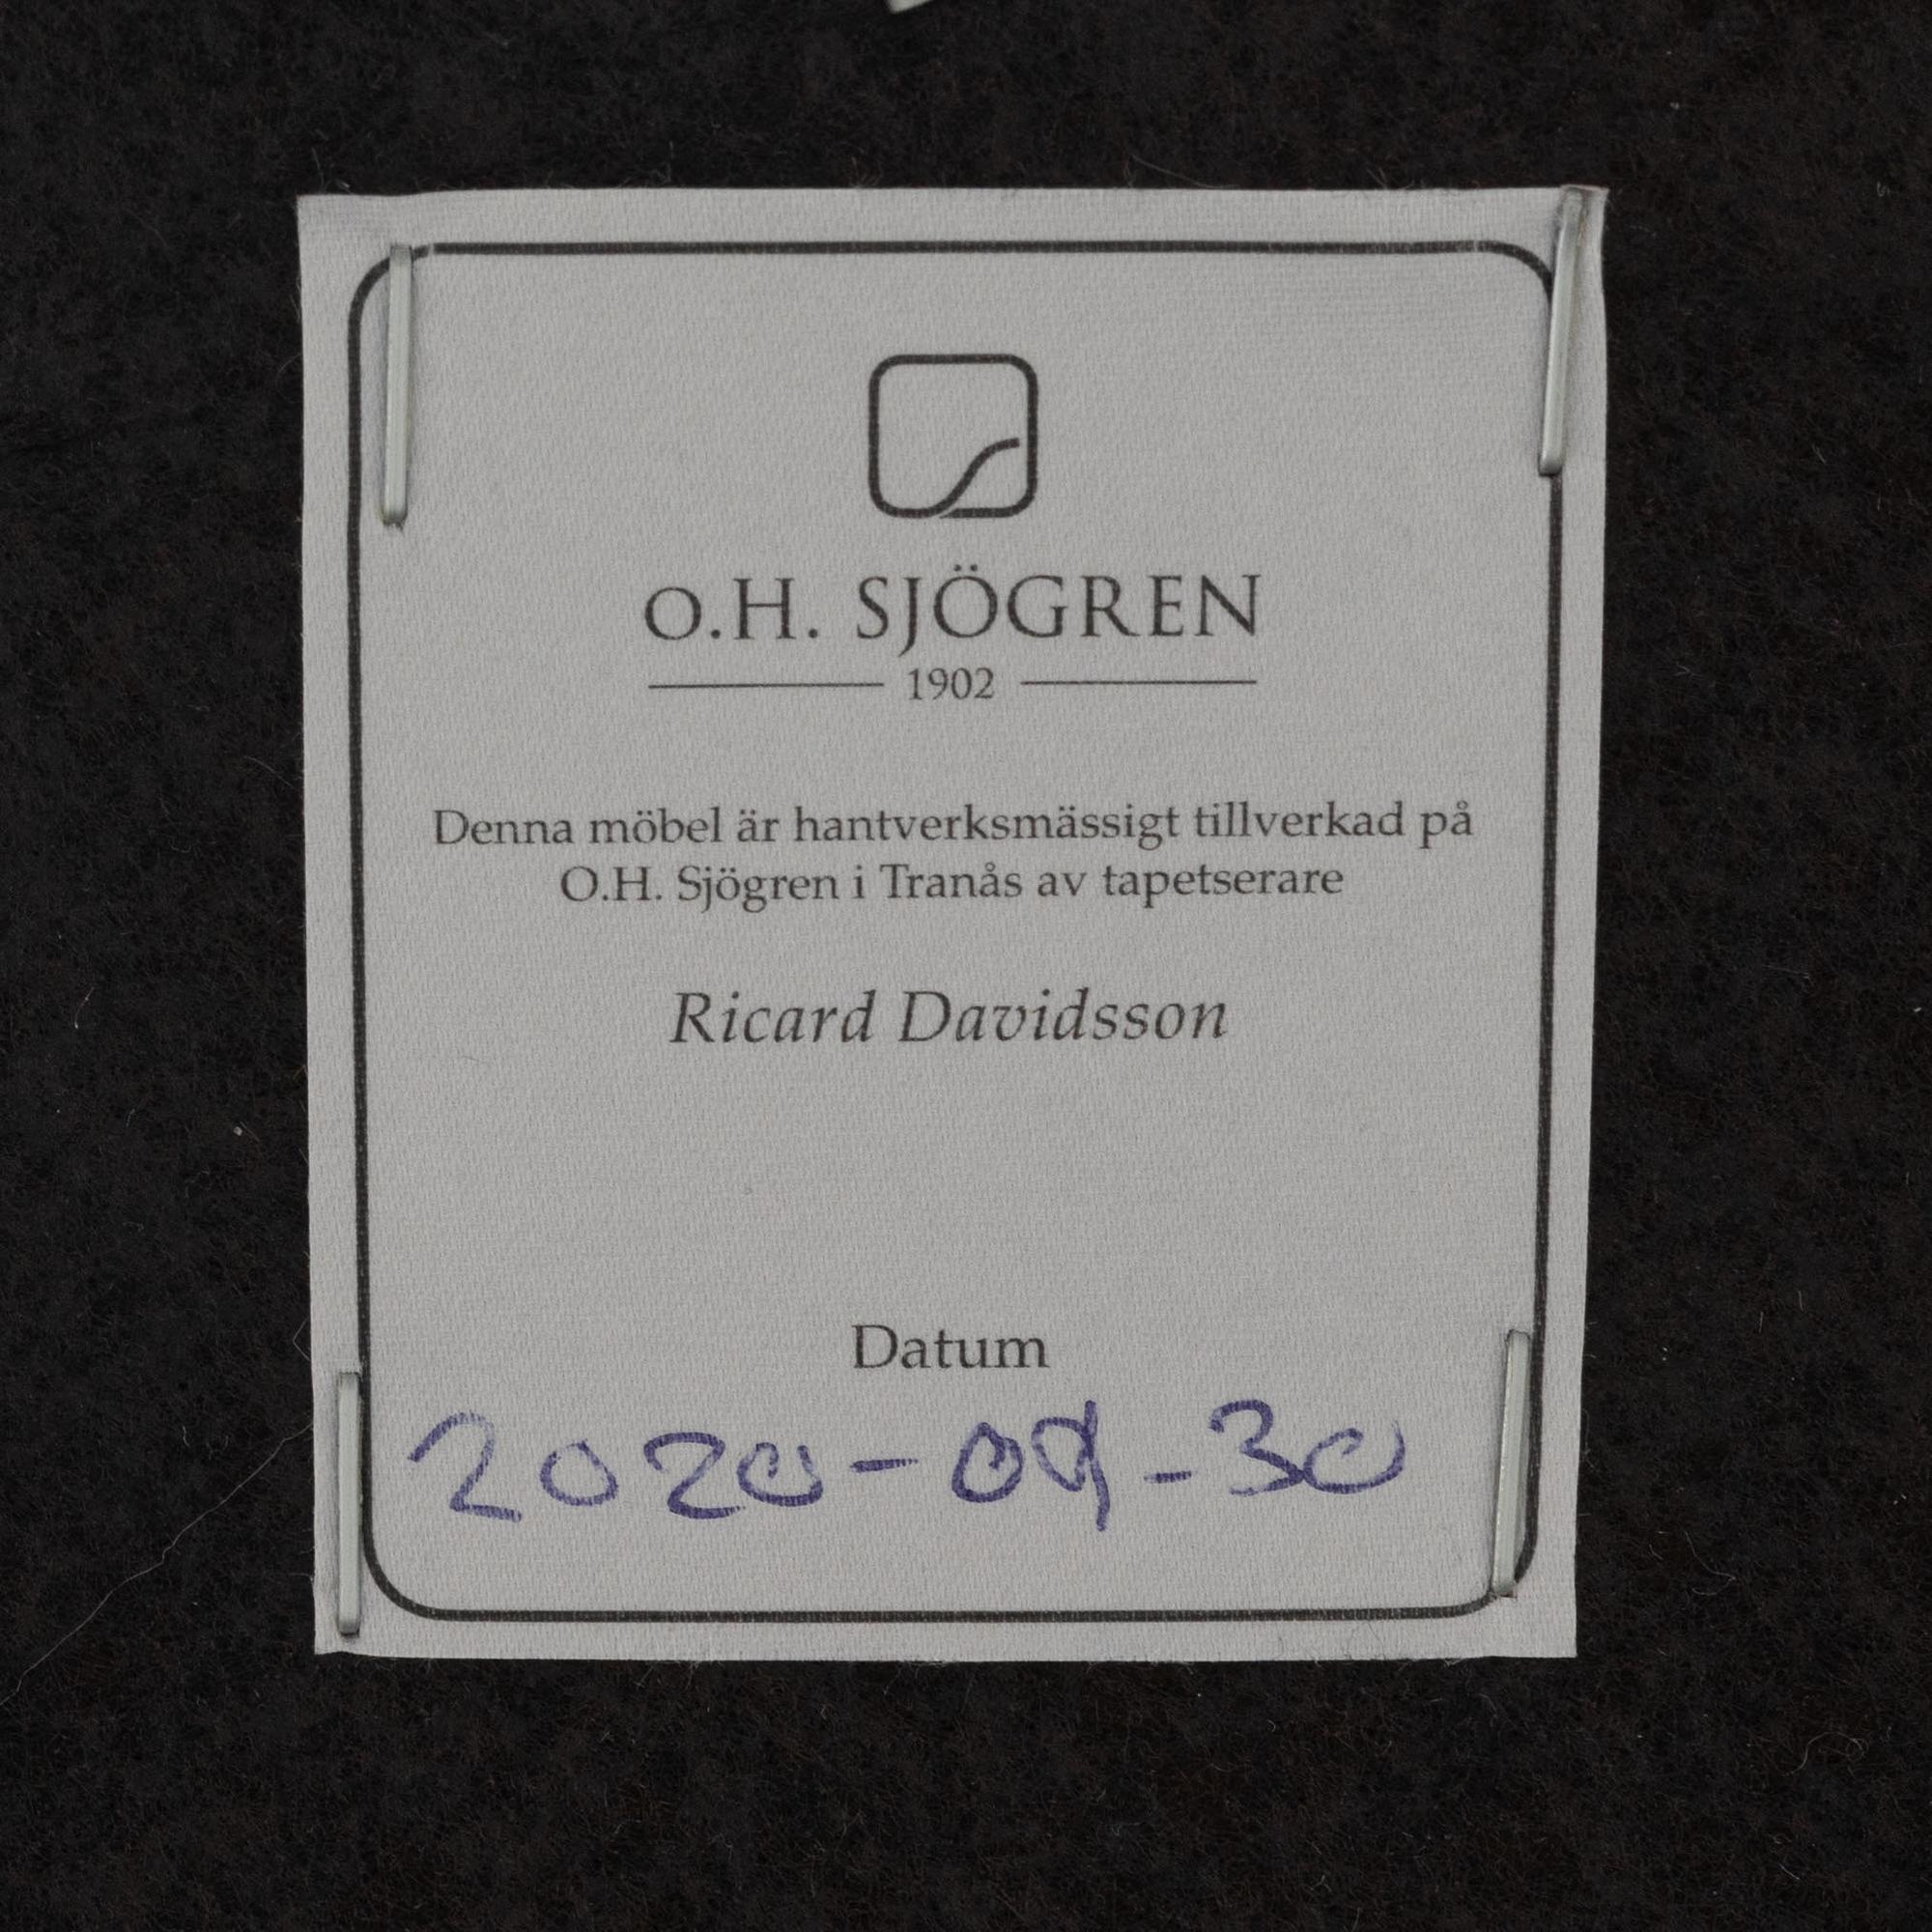 O.H. SJÖGREN
1902
Denna möbel är hantverksmässigt tillverkad på
O.H. Sjögren i Tranås av tapetserare
Ricard Davidsson
Datum
2020-09-30